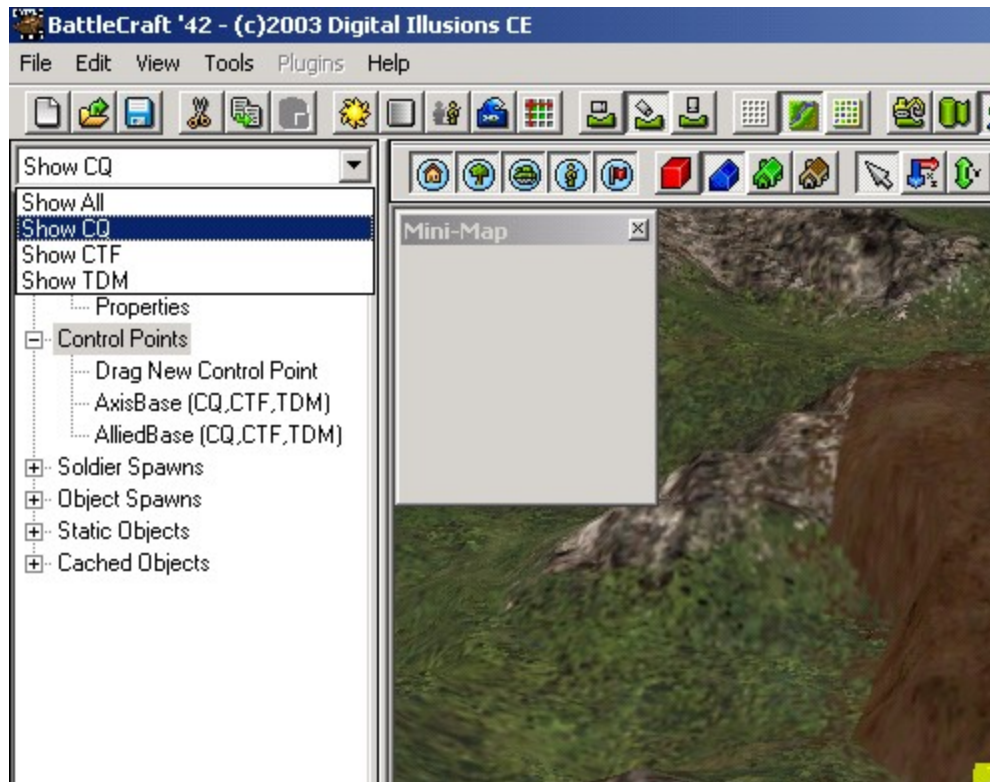 BattleCraft '42 - (c)2003 Digital Illusions CE
File Edit View Tools Plugins Help
Show CQ
Show All
Show CQ
Show CTF
Show TDM
Mini-Map
Properties
Control Points
Drag New Control Point
AxisBase (CQ,CTF,TDM)
AlliedBase (CQ,CTF,TDM)
Soldier Spawns
Object Spawns
Static Objects
Cached Objects